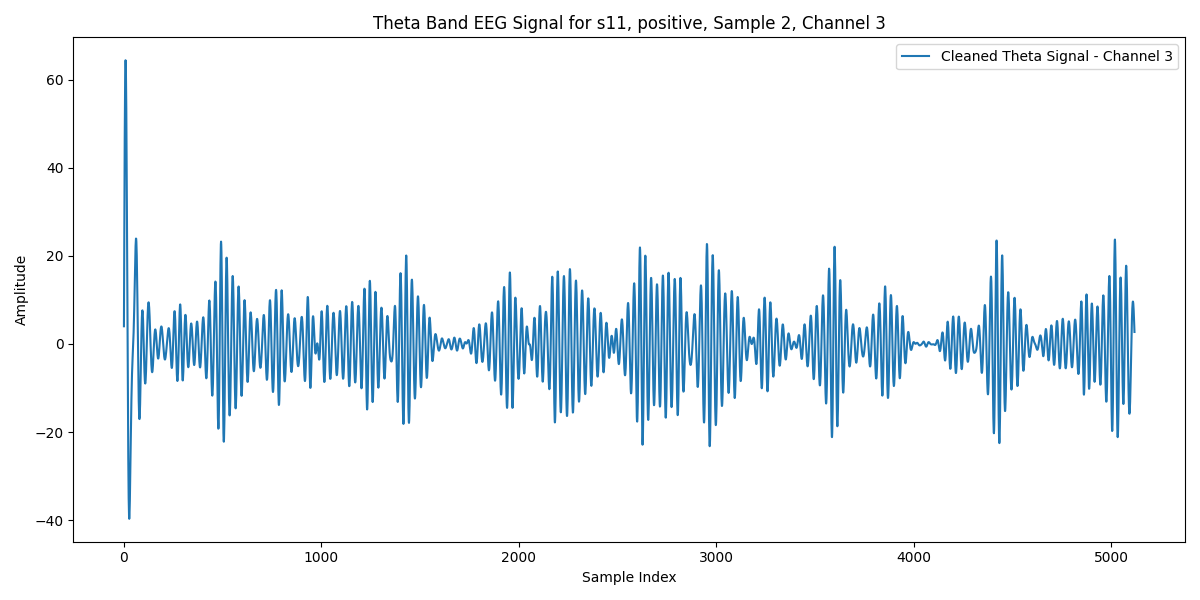 Theta Band EEG Signal for s11, positive, Sample 2, Channel 3
Cleaned Theta Signal - Channel 3
Amplitude
60
40
20
0
−20
−40
0 1000 2000 3000 4000 5000
Sample Index